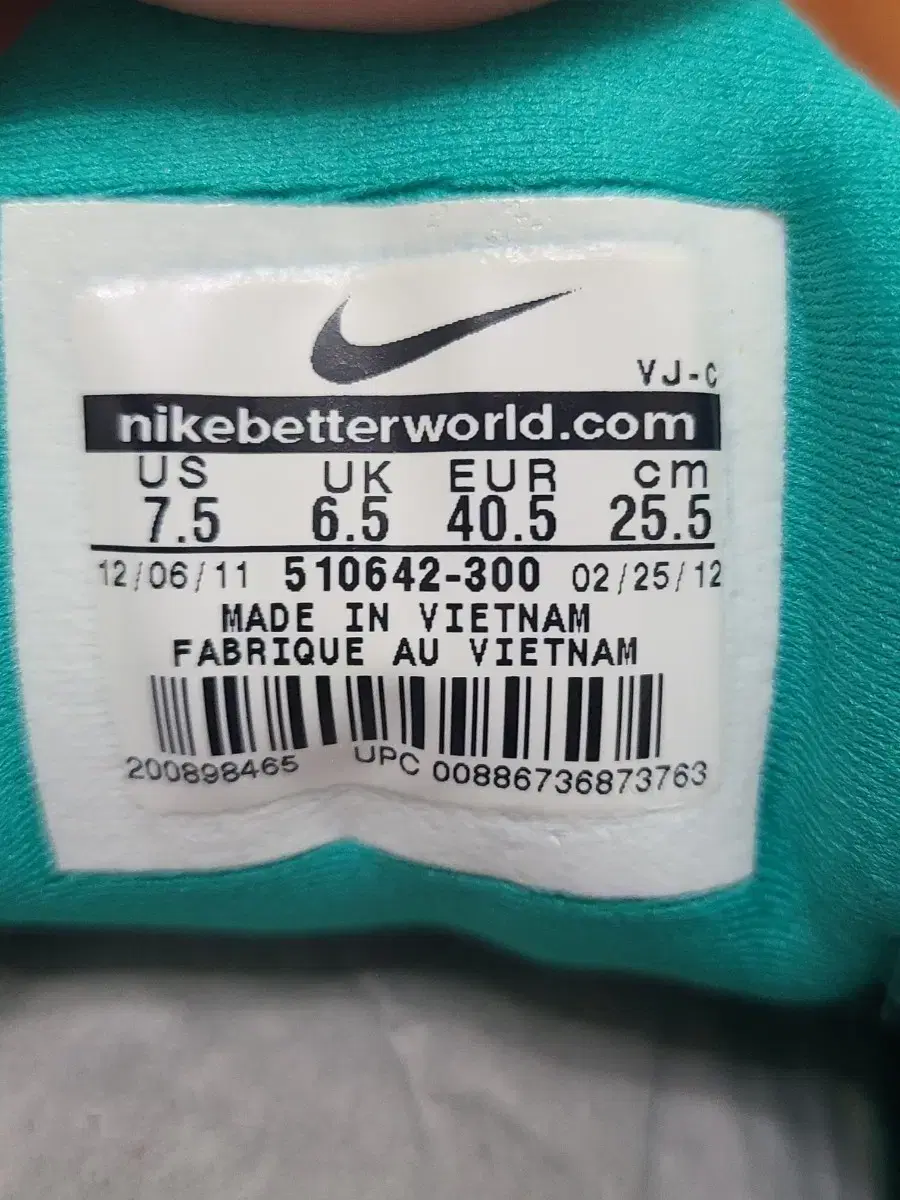 VJ-C
nikebetterworld.com
US UK EUR cm
7.5 6.5 40.5 25.5
12/06/11 510642-300 02/25/12
MADE IN VIETNAM
FABRIQUE AU VIETNAM
200898465 UPC 00886736873763